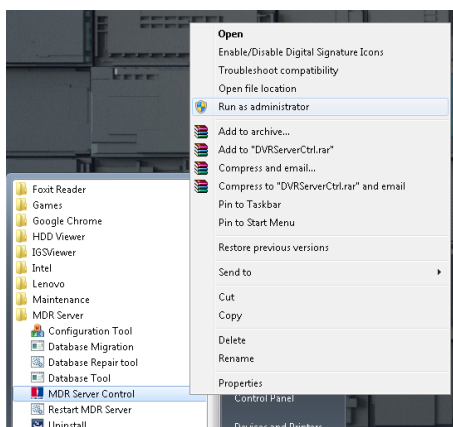 Open
Enable/Disable Digital Signature Icons
Troubleshoot compatibility
Open file location
Run as administrator
Add to archive...
Add to "DVRServerCtrl.rar"
Compress and email...
Compress to "DVRServerCtrl.rar" and email
Pin to Taskbar
Pin to Start Menu
Restore previous versions
Send to
Cut
Copy
Delete
Rename
Properties
Foxit Reader
Games
Google Chrome
HDD Viewer
IGSViewer
Intel
Lenovo
Maintenance
MDR Server
Configuration Tool
Database Migration
Database Repair tool
Database Tool
MDR Server Control
Restart MDR Server
Uninstall
Control Panel
Devices and Printers